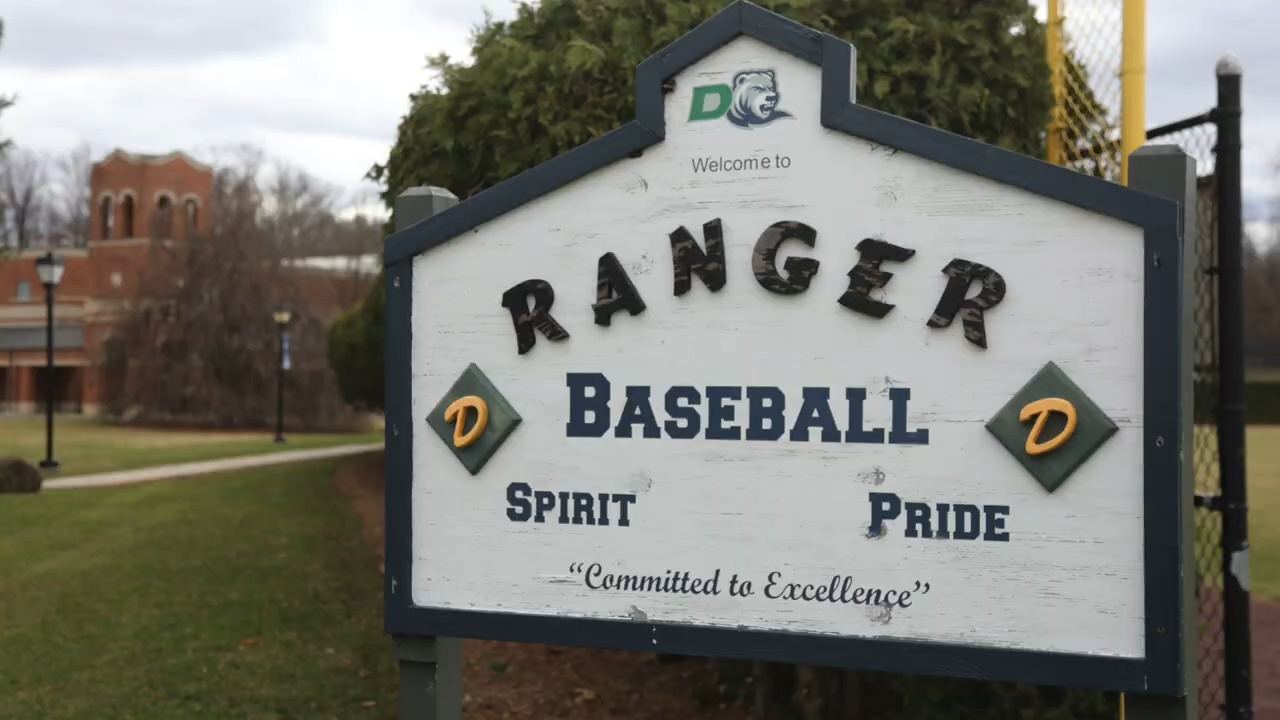 D
Welcome to
RANGER
BASEBALL
D
D
SPIRIT PRIDE
"Committed to Excellence"